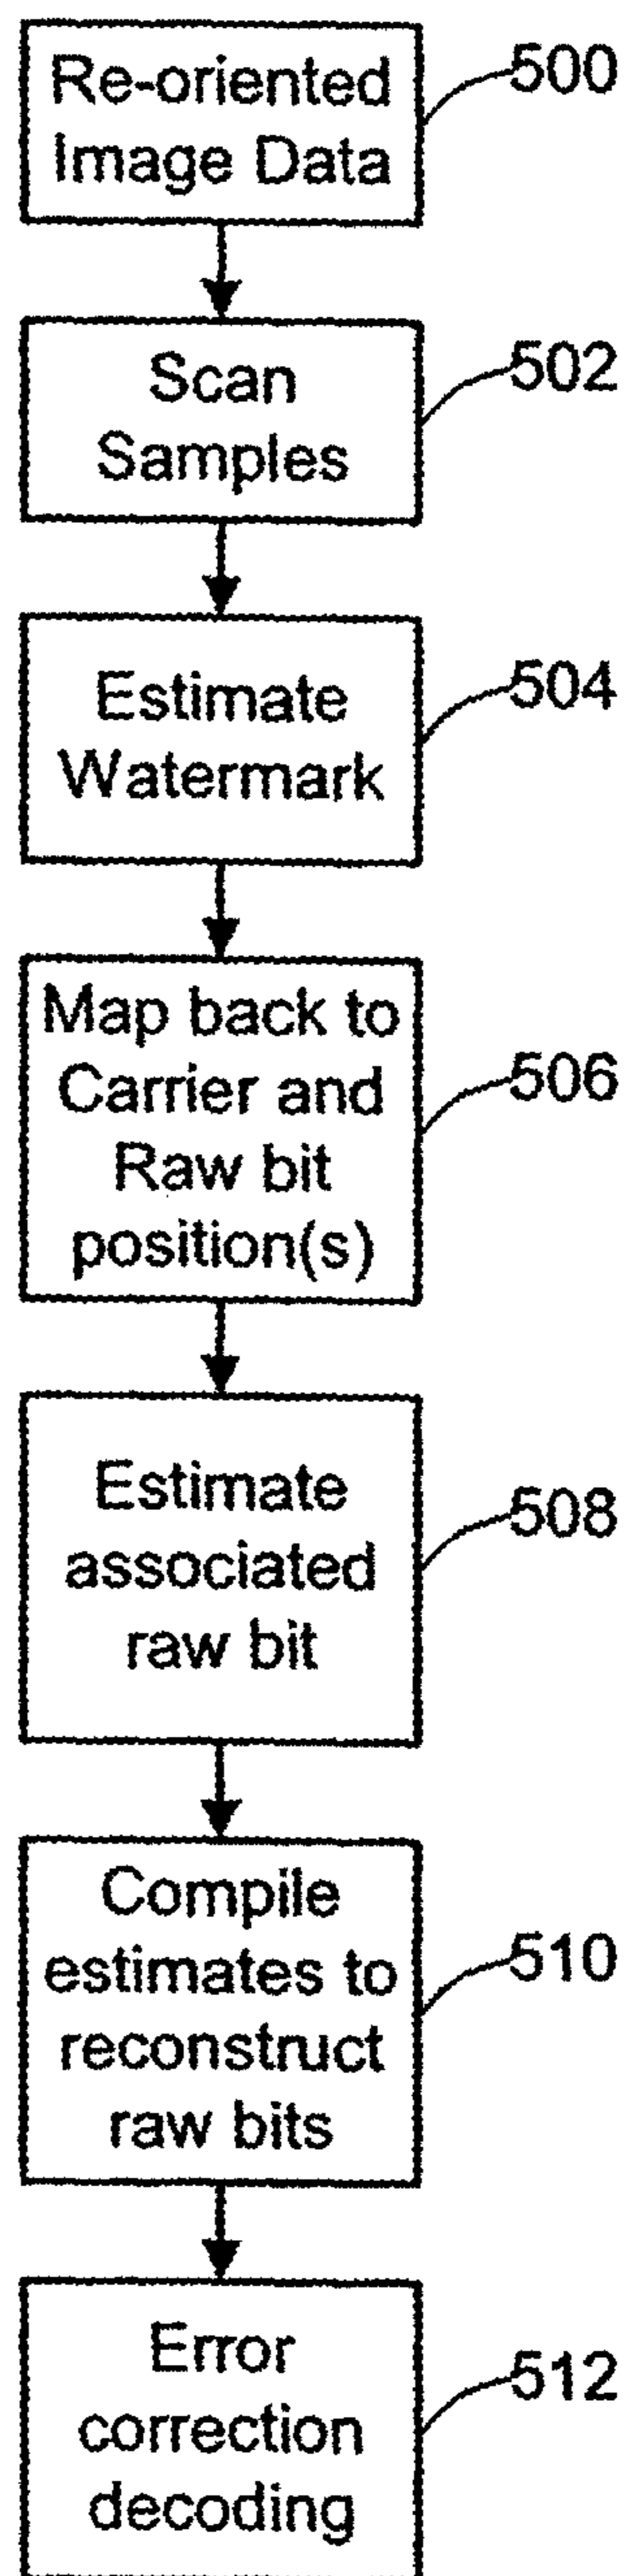 Re-oriented
Image Data
500
Scan
Samples
502
Estimate
Watermark
504
Map back to
Carrier and
Raw bit
position(s)
506
Estimate
associated
raw bit
508
Compile
estimates to
reconstruct
raw bits
510
Error
correction
decoding
512